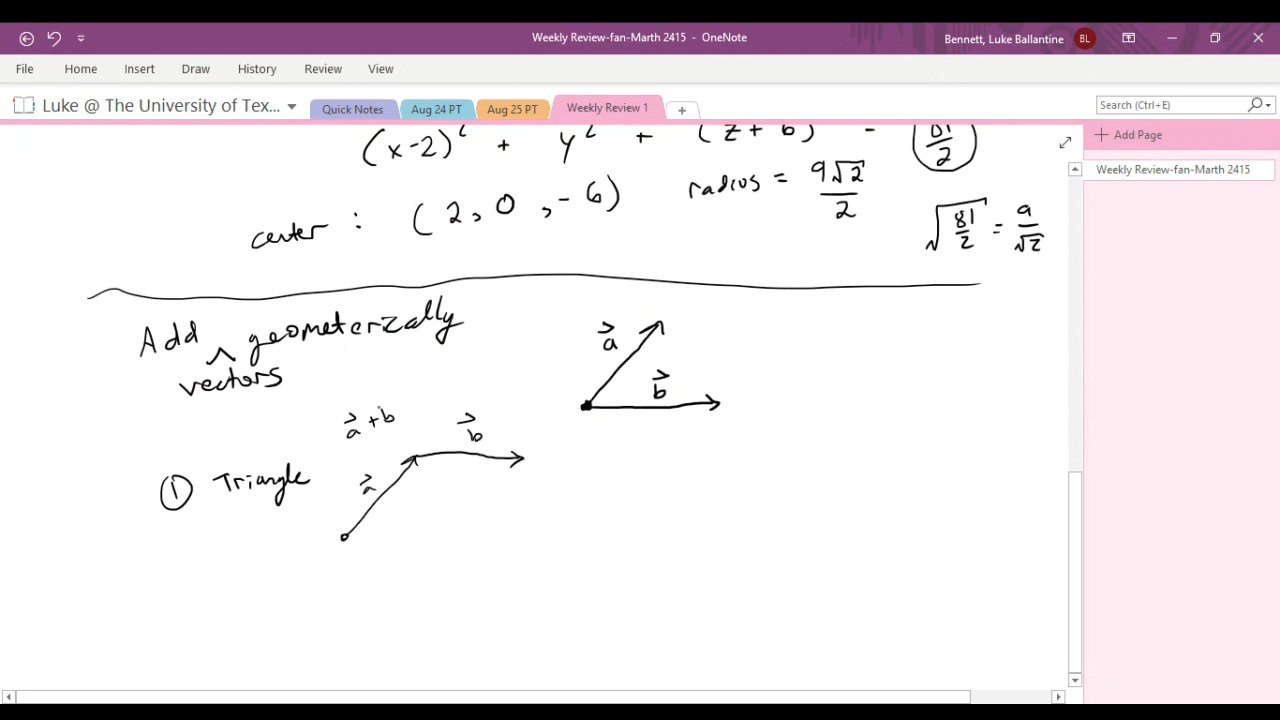 Weekly Review-fan-Marth 2415 - OneNote
Bennett, Luke Ballantine BL
File Home Insert Draw History Review View
Luke @ The University of Tex... Quick Notes Aug 24 PT Aug 25 PT Weekly Review 1 +
Search (Ctrl+E)
Add Page
Weekly Review-fan-Marth 2415
(x-2)² + y² + (z+6) = 81/2
center : (2, 0, -6) radius = 9√2/2
√81/2 = 9/√2
Add ^ geometerizally
vectors
a⃗
b⃗
a⃗+b b⃗
① Triangle a⃗